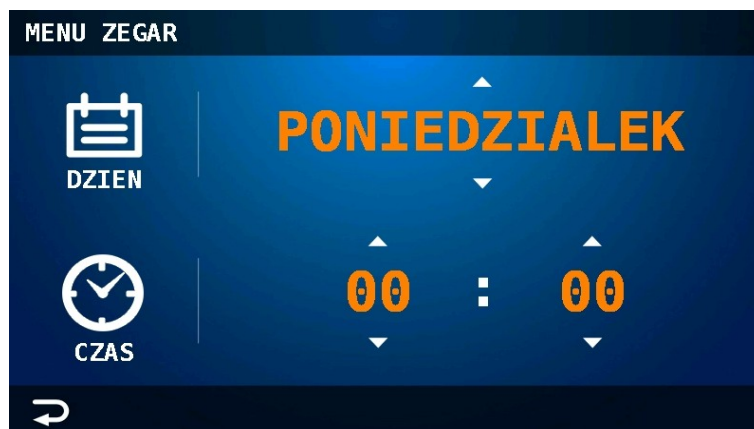 MENU ZEGAR
PONIEDZIALEK
DZIEN
00 : 00
CZAS